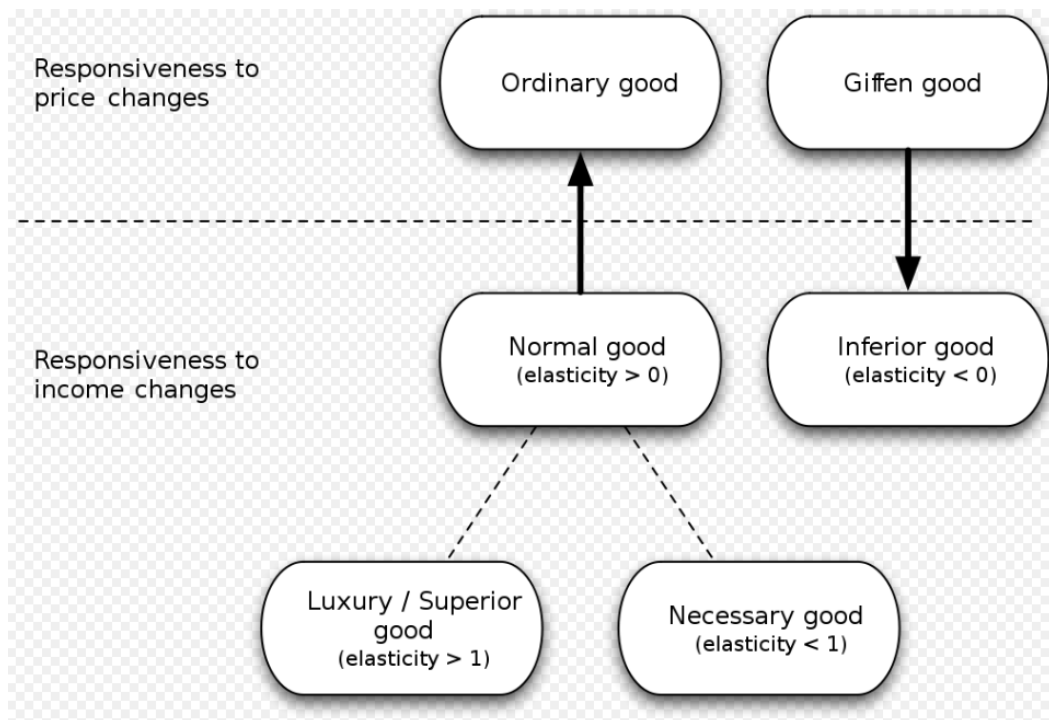 Responsiveness to
price changes
Ordinary good
Giffen good
Responsiveness to
income changes
Normal good
(elasticity > 0)
Inferior good
(elasticity < 0)
Luxury / Superior
good
(elasticity > 1)
Necessary good
(elasticity < 1)